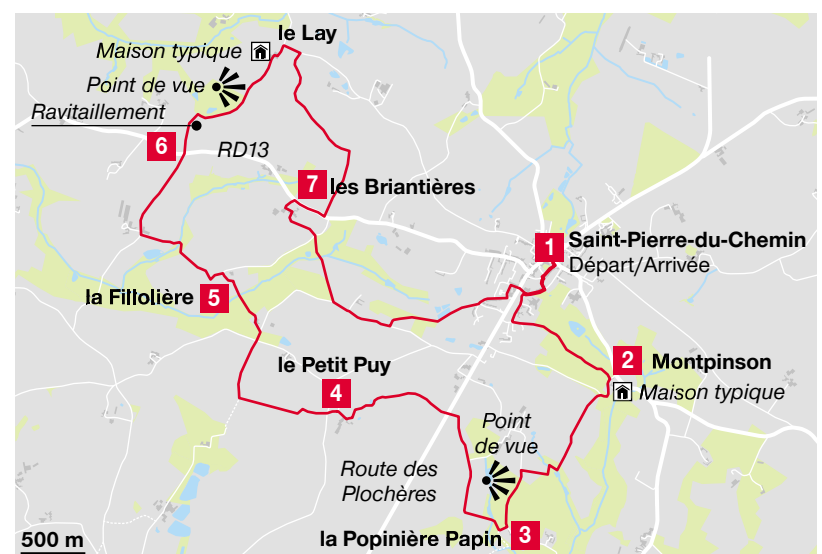 le Lay
Maison typique
Point de vue
Ravitaillement
6
RD13
7
les Briantières
1
Saint-Pierre-du-Chemin
Départ/Arrivée
la Fillolière
5
2
Montpinson
le Petit Puy
4
Maison typique
Point
de vue
Route des
Plochères
la Popinière Papin
3
500 m